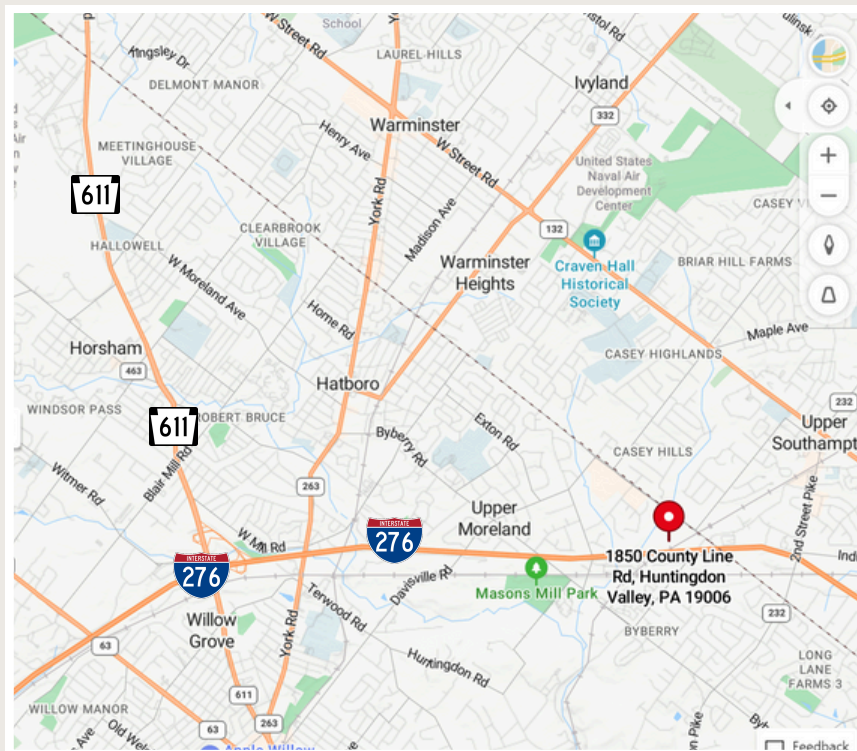 W Street Rd
School
LAUREL HILLS
Kingsley Dr
DELMONT MANOR
Ivyland
332
Warminster
Henry Ave
W Street Rd
MEETINGHOUSE
VILLAGE
United States
Naval Air
Development
Center
611
York Rd
Madison Ave
CLEARBROOK
VILLAGE
132
HALLOWELL
Craven Hall
Historical
Society
BRIAR HILL FARMS
Warminster
Heights
W Moreland Ave
Horne Rd
Maple Ave
Horsham
CASEY HIGHLANDS
463
Hatboro
WINDSOR PASS
ROBERT BRUCE
232
611
Upper
Southampt
Byberry Rd
Exton Rd
CASEY HILLS
Blair Mill Rd
Witmer Rd
263
2nd Street Pike
Upper
Moreland
W Mill Rd
INTERSTATE
276
INTERSTATE
276
1850 County Line
Rd, Huntingdon
Valley, PA 19006
Davisville Rd
Masons Mill Park
Terwood Rd
Willow
Grove
232
York Rd
BYBERRY
63
Huntingdon Rd
LONG
LANE
FARMS 3
611
WILLOW MANOR
263
63
Feedback